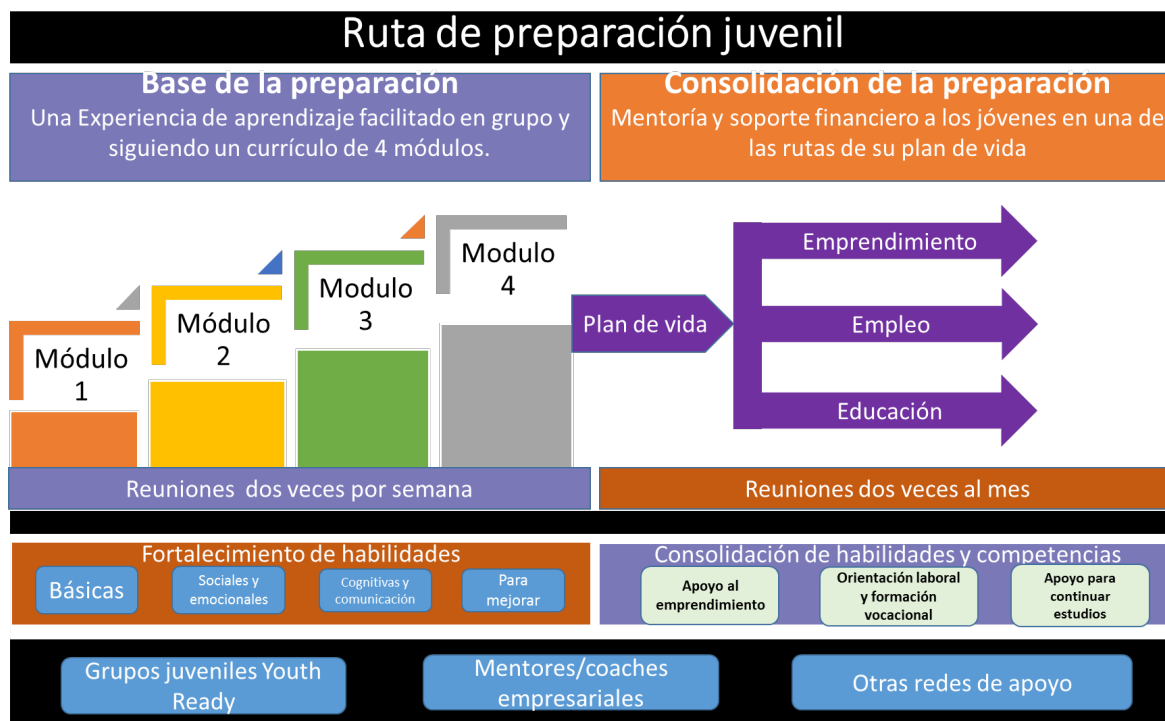 Ruta de preparación juvenil
Base de la preparación
Una Experiencia de aprendizaje facilitado en grupo y
siguiendo un currículo de 4 módulos.
Consolidación de la preparación
Mentoría y soporte financiero a los jóvenes en una de
las rutas de su plan de vida
Módulo
1
Módulo
2
Modulo
3
Modulo
4
Plan de vida
Emprendimiento
Empleo
Educación
Reuniones dos veces por semana
Reuniones dos veces al mes
Fortalecimiento de habilidades
Básicas
Sociales y
emocionales
Cognitivas y
comunicación
Para
mejorar
Consolidación de habilidades y competencias
Apoyo al
emprendimiento
Orientación laboral
y formación
vocacional
Apoyo para
continuar
estudios
Grupos juveniles Youth
Ready
Mentores/coaches
empresariales
Otras redes de apoyo